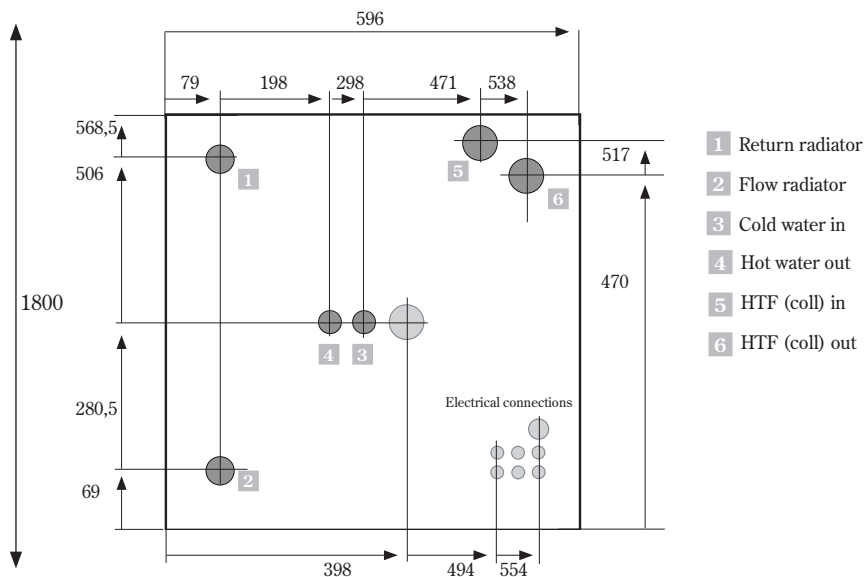 596
79 198 298 471 538
568,5
506
517
470
1800
280,5
69
1
2
3
4
5
6
Electrical connections
398 494 554
1 Return radiator
2 Flow radiator
3 Cold water in
4 Hot water out
5 HTF (coll) in
6 HTF (coll) out